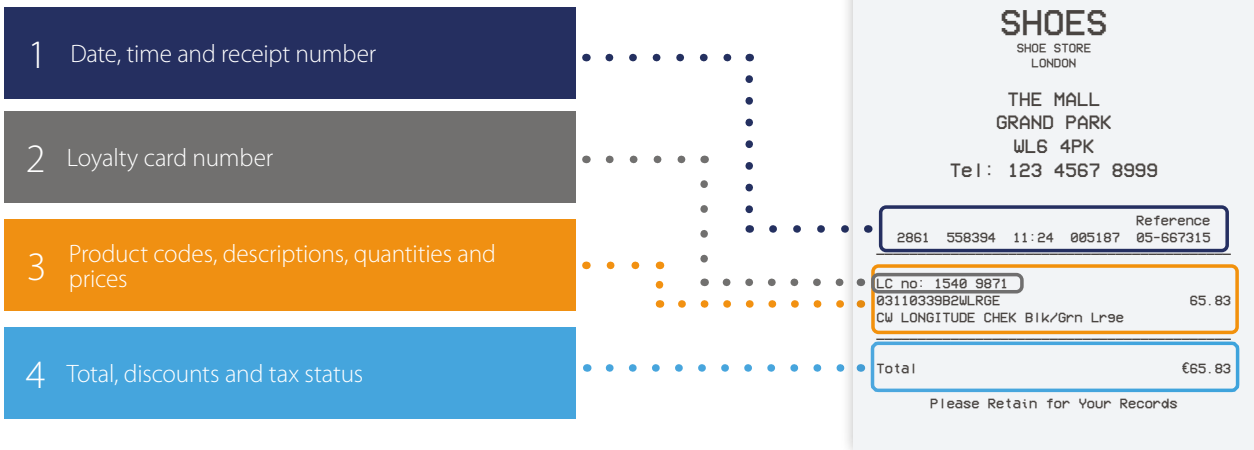 1 Date, time and receipt number
2 Loyalty card number
3 Product codes, descriptions, quantities and
prices
4 Total, discounts and tax status
SHOES
SHOE STORE
LONDON
THE MALL
GRAND PARK
WL6 4PK
Tel: 123 4567 8999
Reference
2861 558394 11:24 005187 05-667315
LC no: 1540 9871
03110339B2WLRGE 65.83
CW LONGITUDE CHEK Blk/Grn Lrge
Total €65.83
Please Retain for Your Records